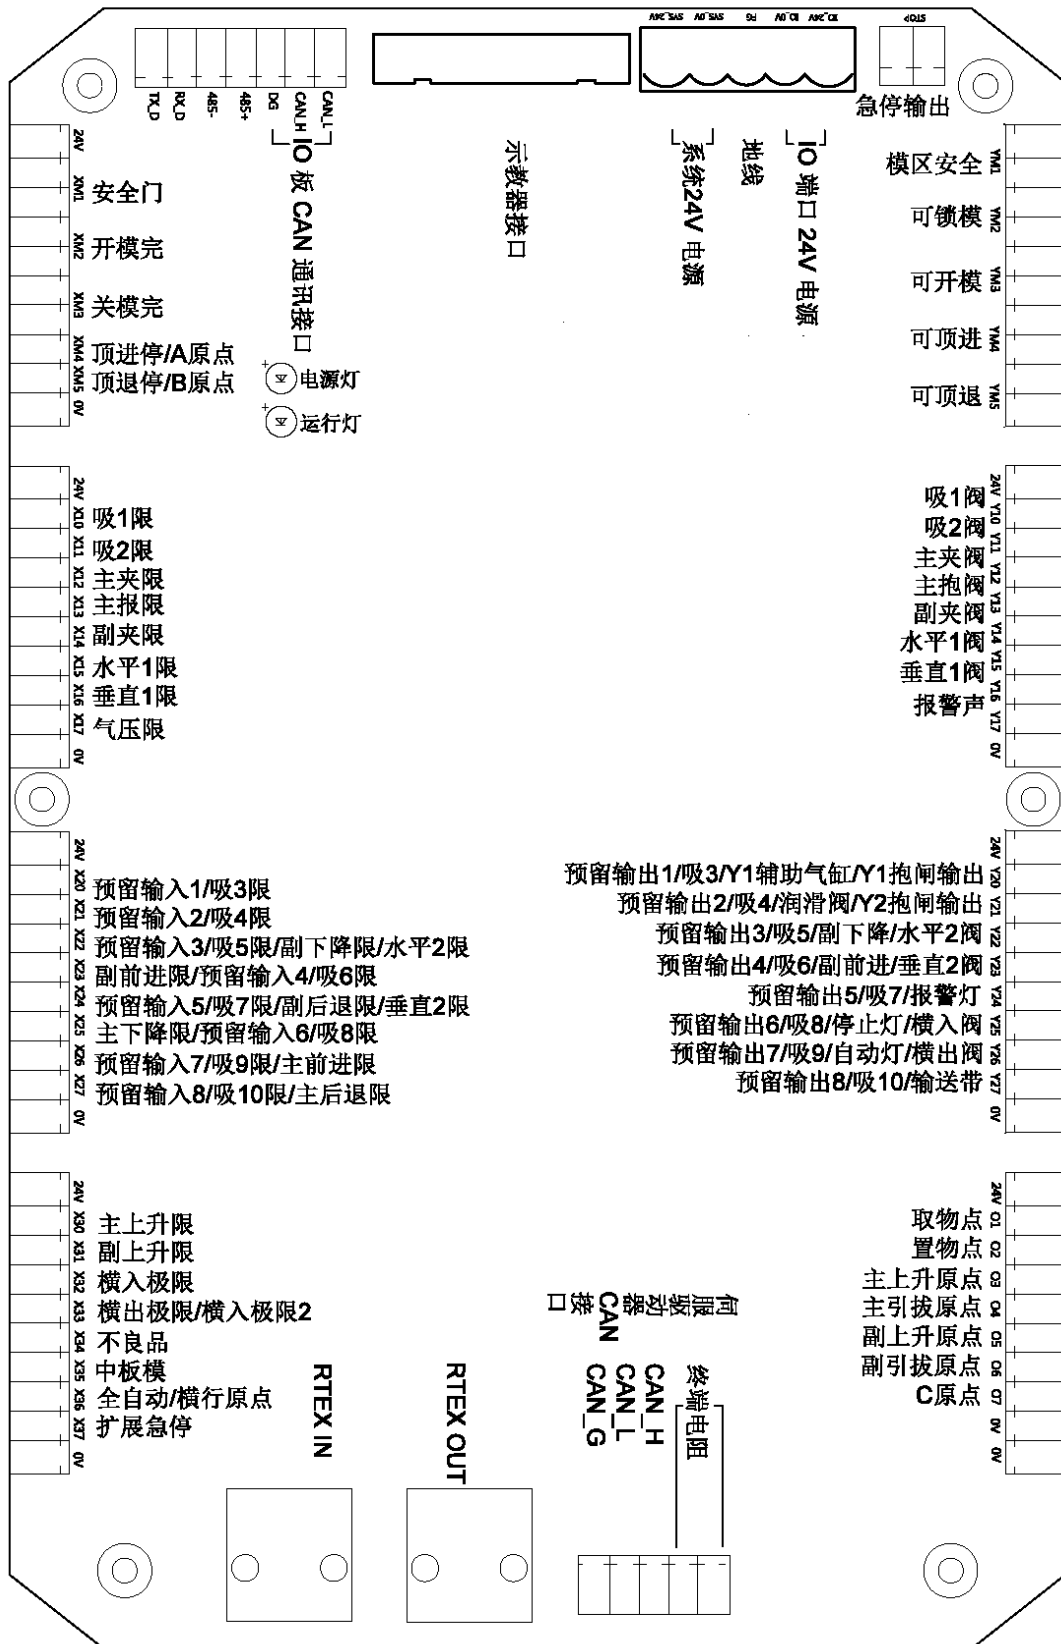 SYS_24V
SYS_0V
FG
IO_0V
IO_24V
STOP
急停输出
TX_D
RX_D
485-
485+
DG
CAN_H
CAN_L
IO 板 CAN 通讯接口
示教器接口
系统24V 电源
地线
IO 端口 24V 电源
电源灯
运行灯
24V
XM1 安全门
XM2 开模完
XM3 关模完
XM4 顶进停/A原点
XM5 顶退停/B原点
0V
模区安全 YM1
可锁模 YM2
可开模 YM3
可顶进 YM4
可顶退 YM5
24V
X10 吸1限
X11 吸2限
X12 主夹限
X13 主报限
X14 副夹限
X15 水平1限
X16 垂直1限
X17 气压限
0V
24V
吸1阀 Y10
吸2阀 Y11
主夹阀 Y12
主抱阀 Y13
副夹阀 Y14
水平1阀 Y15
垂直1阀 Y16
报警声 Y17
0V
24V
X20 预留输入1/吸3限
X21 预留输入2/吸4限
X22 预留输入3/吸5限/副下降限/水平2限
X23 副前进限/预留输入4/吸6限
X24 预留输入5/吸7限/副后退限/垂直2限
X25 主下降限/预留输入6/吸8限
X26 预留输入7/吸9限/主前进限
X27 预留输入8/吸10限/主后退限
0V
24V
预留输出1/吸3/Y1辅助气缸/Y1抱闸输出 Y20
预留输出2/吸4/润滑阀/Y2抱闸输出 Y21
预留输出3/吸5/副下降/水平2阀 Y22
预留输出4/吸6/副前进/垂直2阀 Y23
预留输出5/吸7/报警灯 Y24
预留输出6/吸8/停止灯/横入阀 Y25
预留输出7/吸9/自动灯/横出阀 Y26
预留输出8/吸10/输送带 Y27
0V
24V
X30 主上升限
X31 副上升限
X32 横入极限
X33 横出极限/横入极限2
X34 不良品
X35 中板模
X36 全自动/横行原点
X37 扩展急停
0V
24V
取物点 O1
置物点 O2
主上升原点 O3
主引拔原点 O4
副上升原点 O5
副引拔原点 O6
C原点 O7
0V
0V
RTEX IN
RTEX OUT
伺服驱动器CAN接口
CAN_G
CAN_L
CAN_H
终端电阻